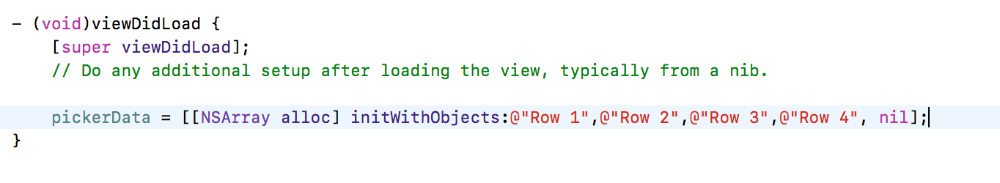 - (void)viewDidLoad {
[super viewDidLoad];
// Do any additional setup after loading the view, typically from a nib.
pickerData = [[NSArray alloc] initWithObjects:@"Row 1",@"Row 2",@"Row 3",@"Row 4", nil];
}